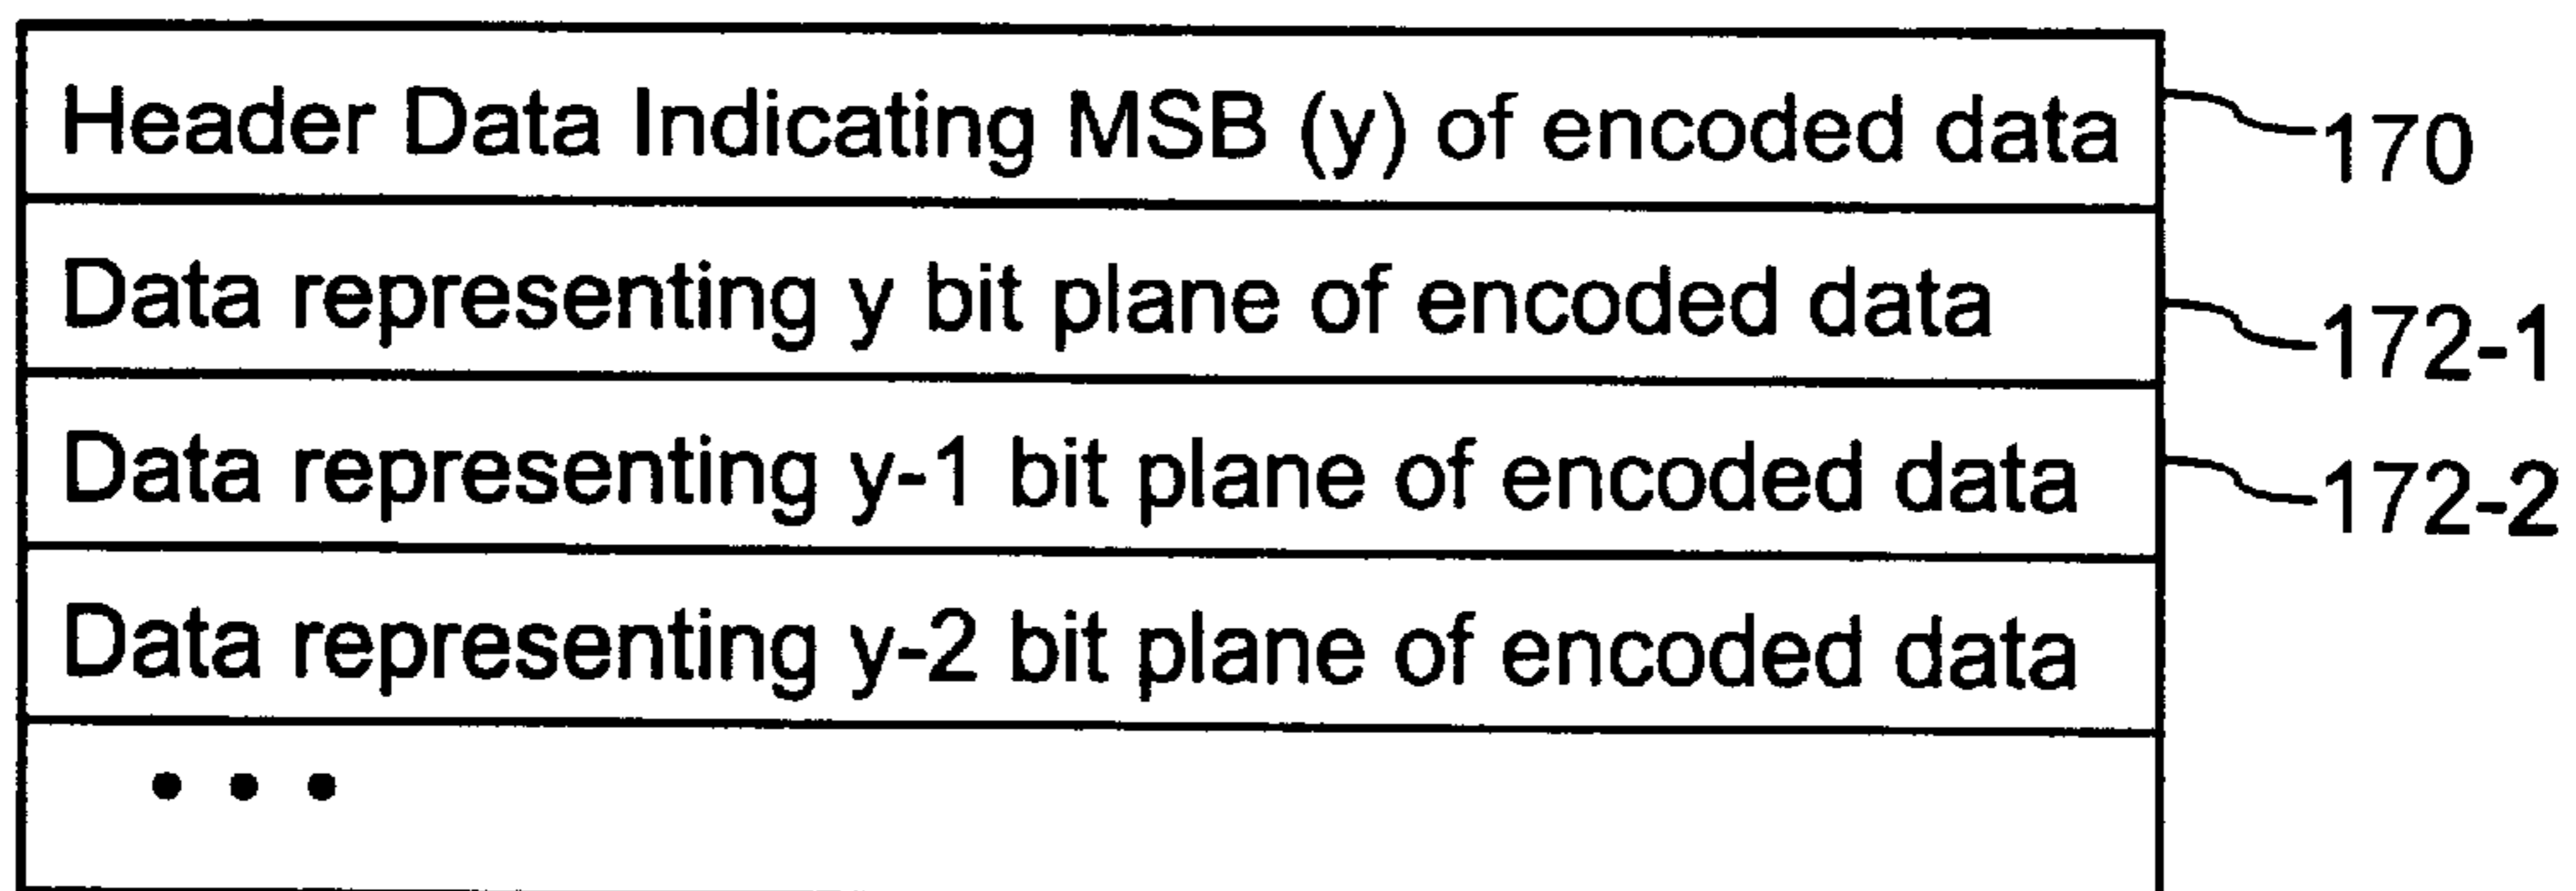 Header Data Indicating MSB (y) of encoded data 170
Data representing y bit plane of encoded data 172-1
Data representing y-1 bit plane of encoded data 172-2
Data representing y-2 bit plane of encoded data
• • •